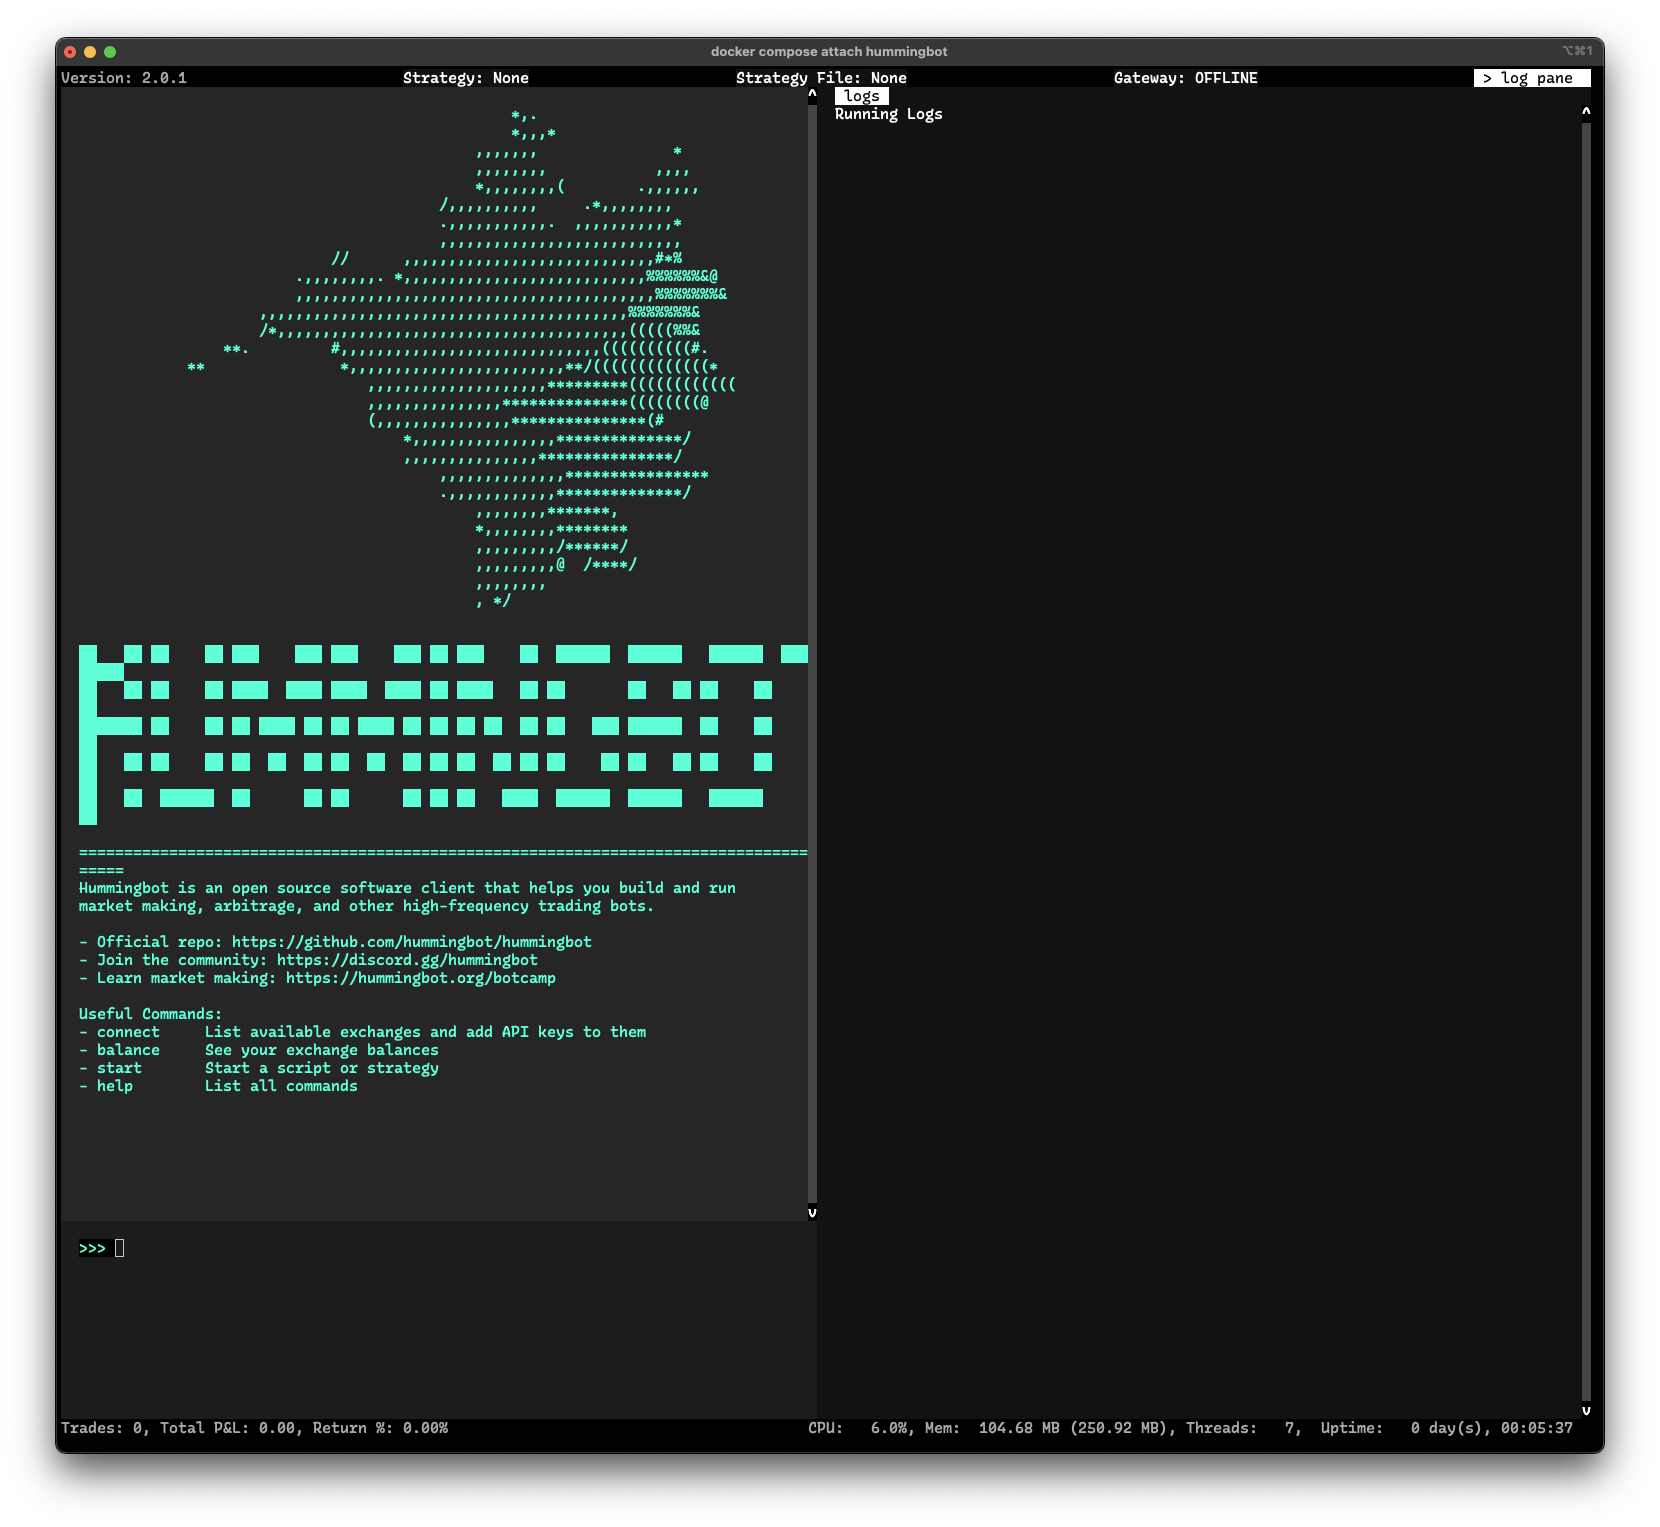 docker compose attach hummingbot
⌥⌘1
Version: 2.0.1 Strategy: None Strategy File: None Gateway: OFFLINE > log pane
logs
Running Logs
===================================================================================
=====
Hummingbot is an open source software client that helps you build and run
market making, arbitrage, and other high-frequency trading bots.
- Official repo: https://github.com/hummingbot/hummingbot
- Join the community: https://discord.gg/hummingbot
- Learn market making: https://hummingbot.org/botcamp
Useful Commands:
- connect List available exchanges and add API keys to them
- balance See your exchange balances
- start Start a script or strategy
- help List all commands
>>>
Trades: 0, Total P&L: 0.00, Return %: 0.00% CPU: 6.0%, Mem: 104.68 MB (250.92 MB), Threads: 7, Uptime: 0 day(s), 00:05:37